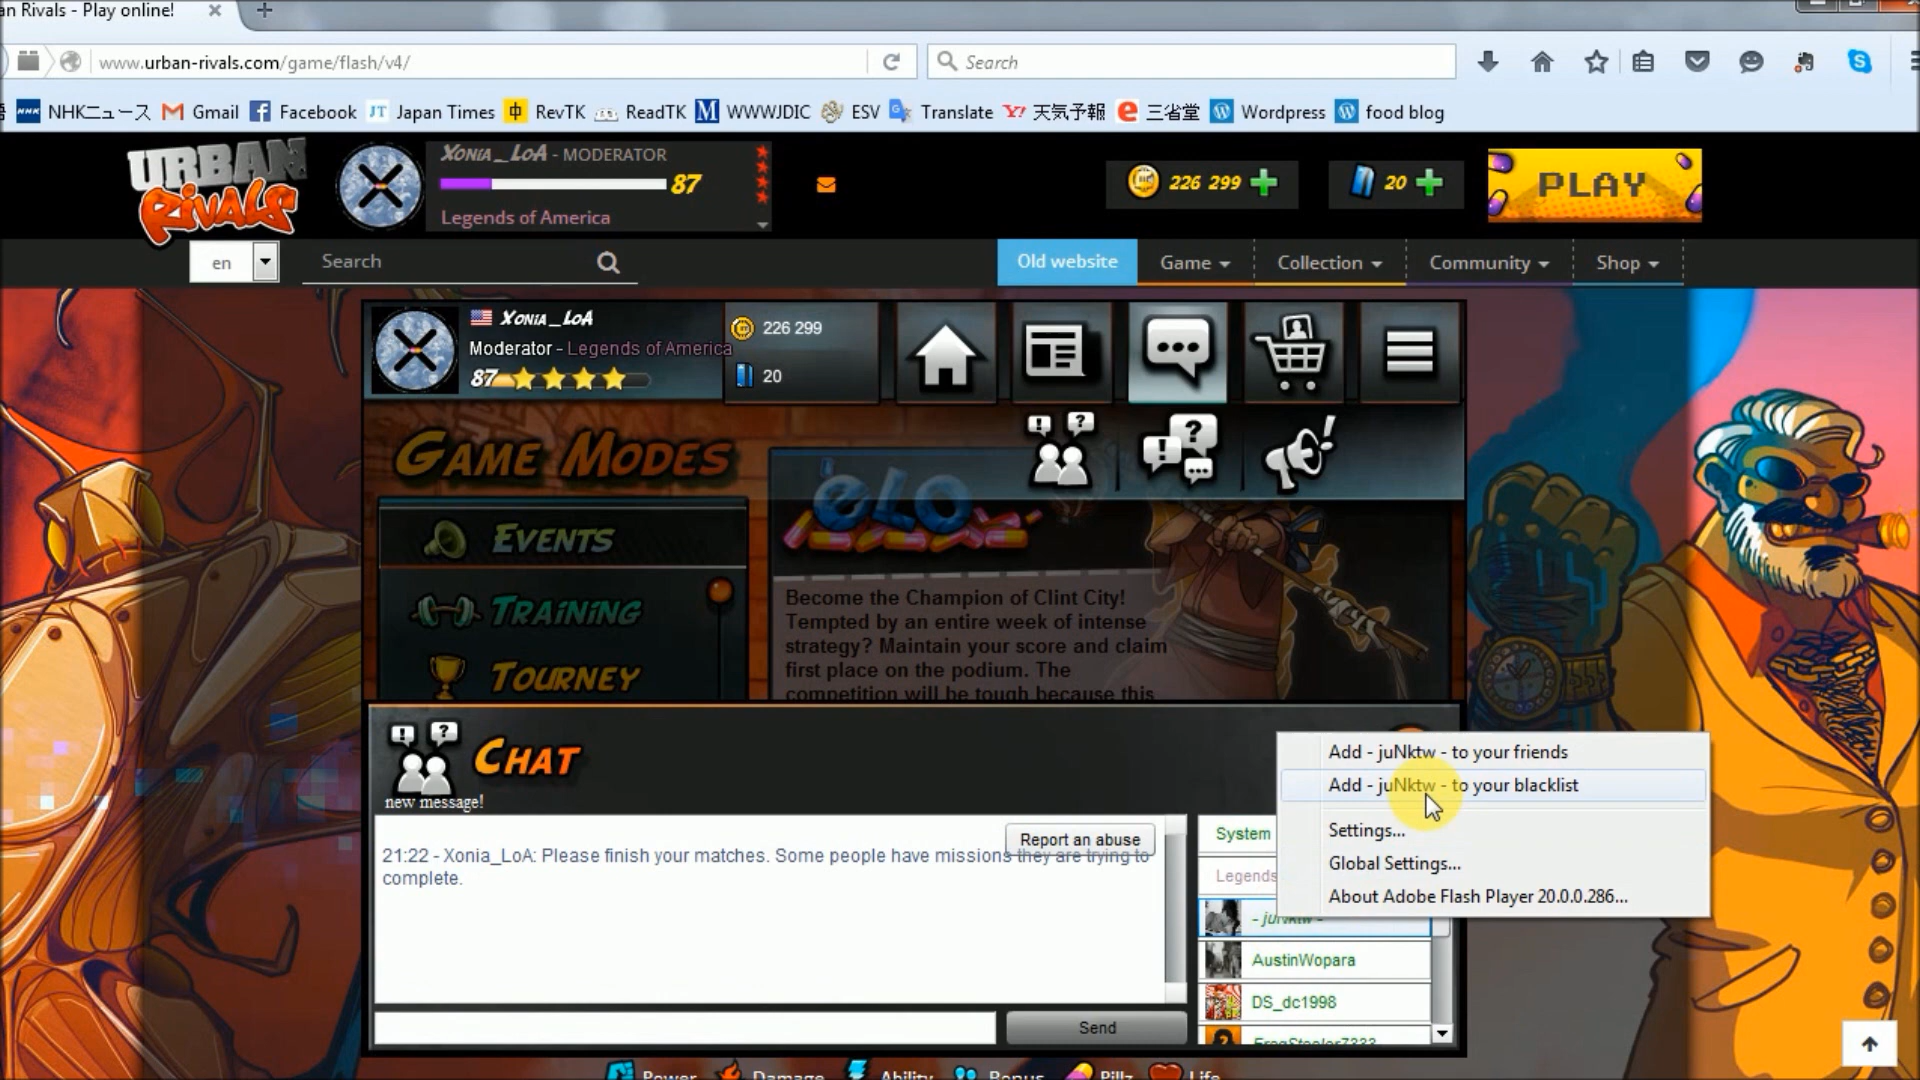 an Rivals - Play online!
www.urban-rivals.com/game/flash/v4/
Search
NHKニュース Gmail Facebook Japan Times RevTK ReadTK WWWJDIC ESV Translate 天気予報 三省堂 Wordpress food blog
URBAN RIVALS
Xonia_LoA - MODERATOR
87
Legends of America
226 299
20
PLAY
en
Search
Old website
Game
Collection
Community
Shop
Xonia_LoA
Moderator - Legends of America
87
226 299
20
GAME MODES
EVENTS
TRAINING
TOURNEY
eLO
Become the Champion of Clint City!
Tempted by an entire week of intense
strategy? Maintain your score and claim
first place on the podium. The
competition will be tough because this
CHAT
new message!
Report an abuse
21:22 - Xonia_LoA: Please finish your matches. Some people have missions they are trying to
complete.
Send
System
Legends
- juNktw -
AustinWopara
DS_dc1998
FrogStepler7333
Add - juNktw - to your friends
Add - juNktw - to your blacklist
Settings...
Global Settings...
About Adobe Flash Player 20.0.0.286...
Power Damage Ability Bonus Pillz Life